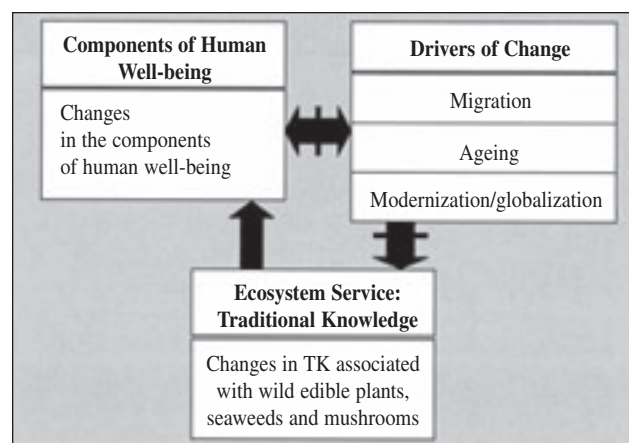 Components of Human
Well-being
Changes
in the components
of human well-being
Drivers of Change
Migration
Ageing
Modernization/globalization
Ecosystem Service:
Traditional Knowledge
Changes in TK associated
with wild edible plants,
seaweeds and mushrooms